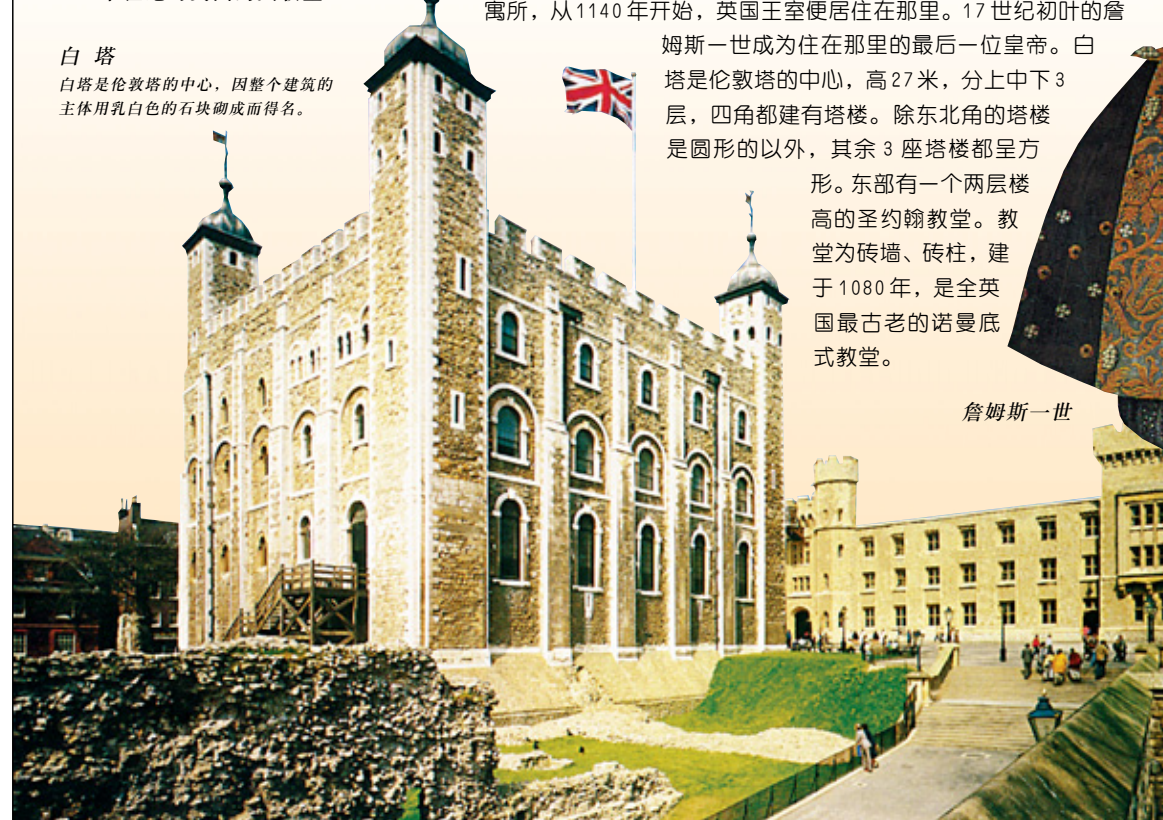 白 塔
白塔是伦敦塔的中心，因整个建筑的
主体用乳白色的石块砌成而得名。
寓所，从1140年开始，英国王室便居住在那里。17世纪初叶的詹
姆斯一世成为住在那里的最后一位皇帝。白
塔是伦敦塔的中心，高27米，分上中下3
层，四角都建有塔楼。除东北角的塔楼
是圆形的以外，其余3座塔楼都呈方
形。东部有一个两层楼
高的圣约翰教堂。教
堂为砖墙、砖柱，建
于1080年，是全英
国最古老的诺曼底
式教堂。
詹姆斯一世